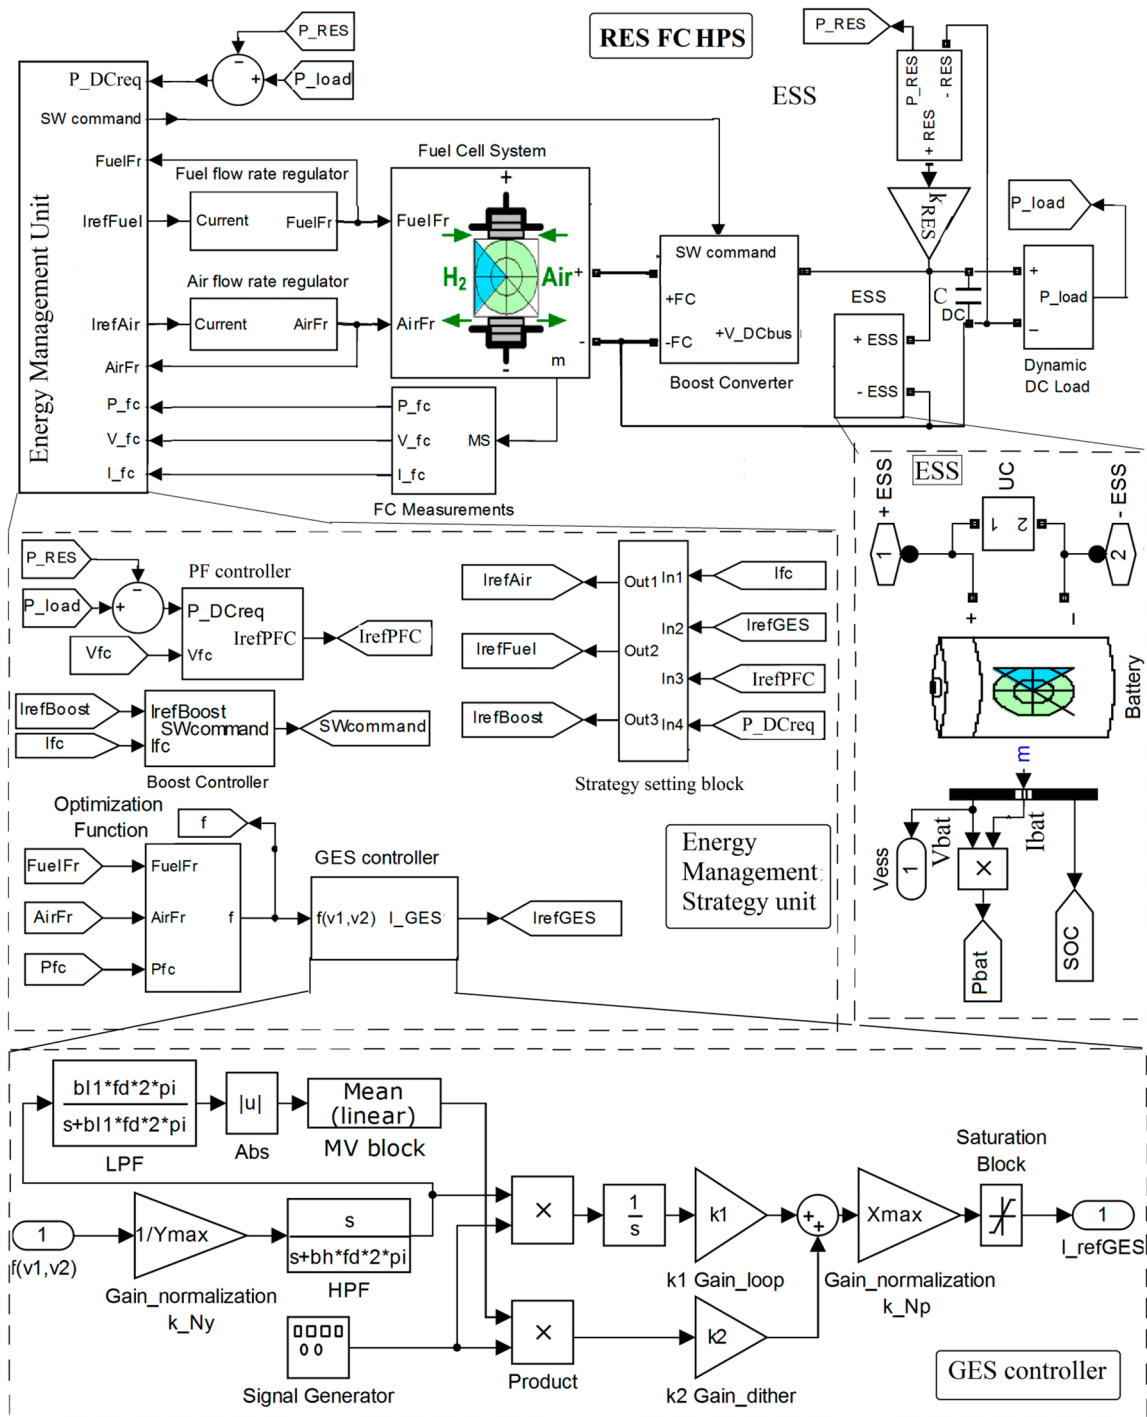 P_RES
RES FC HPS
P_RES
P_DCreq
P_load
ESS
P_RES
- RES
+ RES
SW command
Fuel Cell System
FuelFr
Fuel flow rate regulator
kRES
P_load
IrefFuel
Current
FuelFr
FuelFr
+
SW command
Energy Management Unit
H2
Air
+
ESS
C
DC
+
P_load
−
Air flow rate regulator
+FC
IrefAir
Current
AirFr
AirFr
+V_DCbus
+ ESS
AirFr
-
-FC
- ESS
Dynamic
DC Load
m
-
Boost Converter
P_fc
P_fc
V_fc
V_fc
MS
I_fc
I_fc
FC Measurements
ESS
+ ESS
UC
- ESS
1
1 2
2
+
−
Battery
m
Vbat
Ibat
Vess
1
×
Pbat
SOC
P_RES
PF controller
P_load
−
+
P_DCreq
IrefPFC
IrefPFC
Vfc
Vfc
IrefAir
Out1
In1
Ifc
In2
IrefGES
IrefFuel
Out2
In3
IrefPFC
IrefBoost
Out3
In4
P_DCreq
Strategy setting block
IrefBoost
IrefBoost
SWcommand
SWcommand
Ifc
Ifc
Boost Controller
Optimization
Function
f
GES controller
FuelFr
FuelFr
AirFr
AirFr
f
f(v1,v2)
I_GES
IrefGES
Pfc
Pfc
Energy
Management
Strategy unit
bl1*fd*2*pi
s+bl1*fd*2*pi
LPF
|u|
Abs
Mean
(linear)
MV block
Saturation
Block
1
f(v1,v2)
1/Ymax
Gain_normalization
k_Ny
s
s+bh*fd*2*pi
HPF
×
1
s
k1
k1 Gain_loop
+
+
Xmax
Gain_normalization
k_Np
1
I_refGES
Signal Generator
×
Product
k2
k2 Gain_dither
GES controller